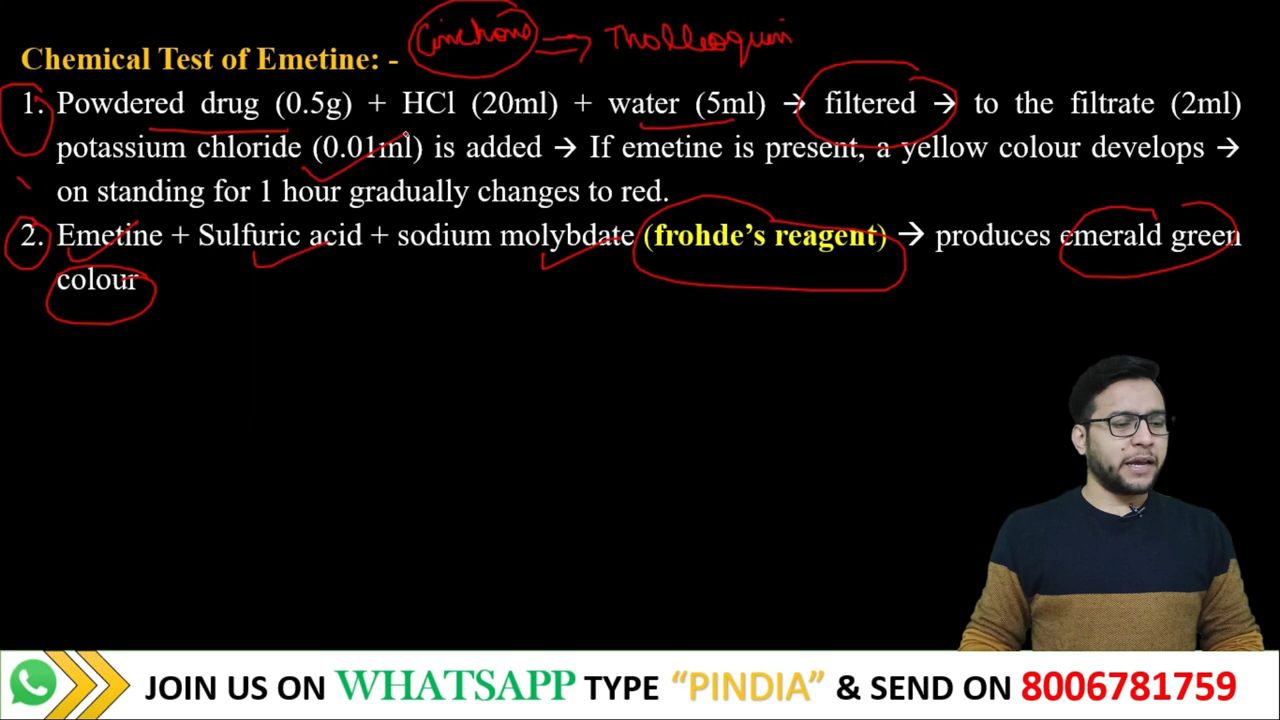 Cinchona → Thalleoquin
Chemical Test of Emetine: -
1. Powdered drug (0.5g) + HCl (20ml) + water (5ml) → filtered → to the filtrate (2ml)
potassium chloride (0.01ml) is added → If emetine is present, a yellow colour develops →
on standing for 1 hour gradually changes to red.
2. Emetine + Sulfuric acid + sodium molybdate (frohde’s reagent) → produces emerald green
colour
JOIN US ON WHATSAPP TYPE “PINDIA” & SEND ON 8006781759